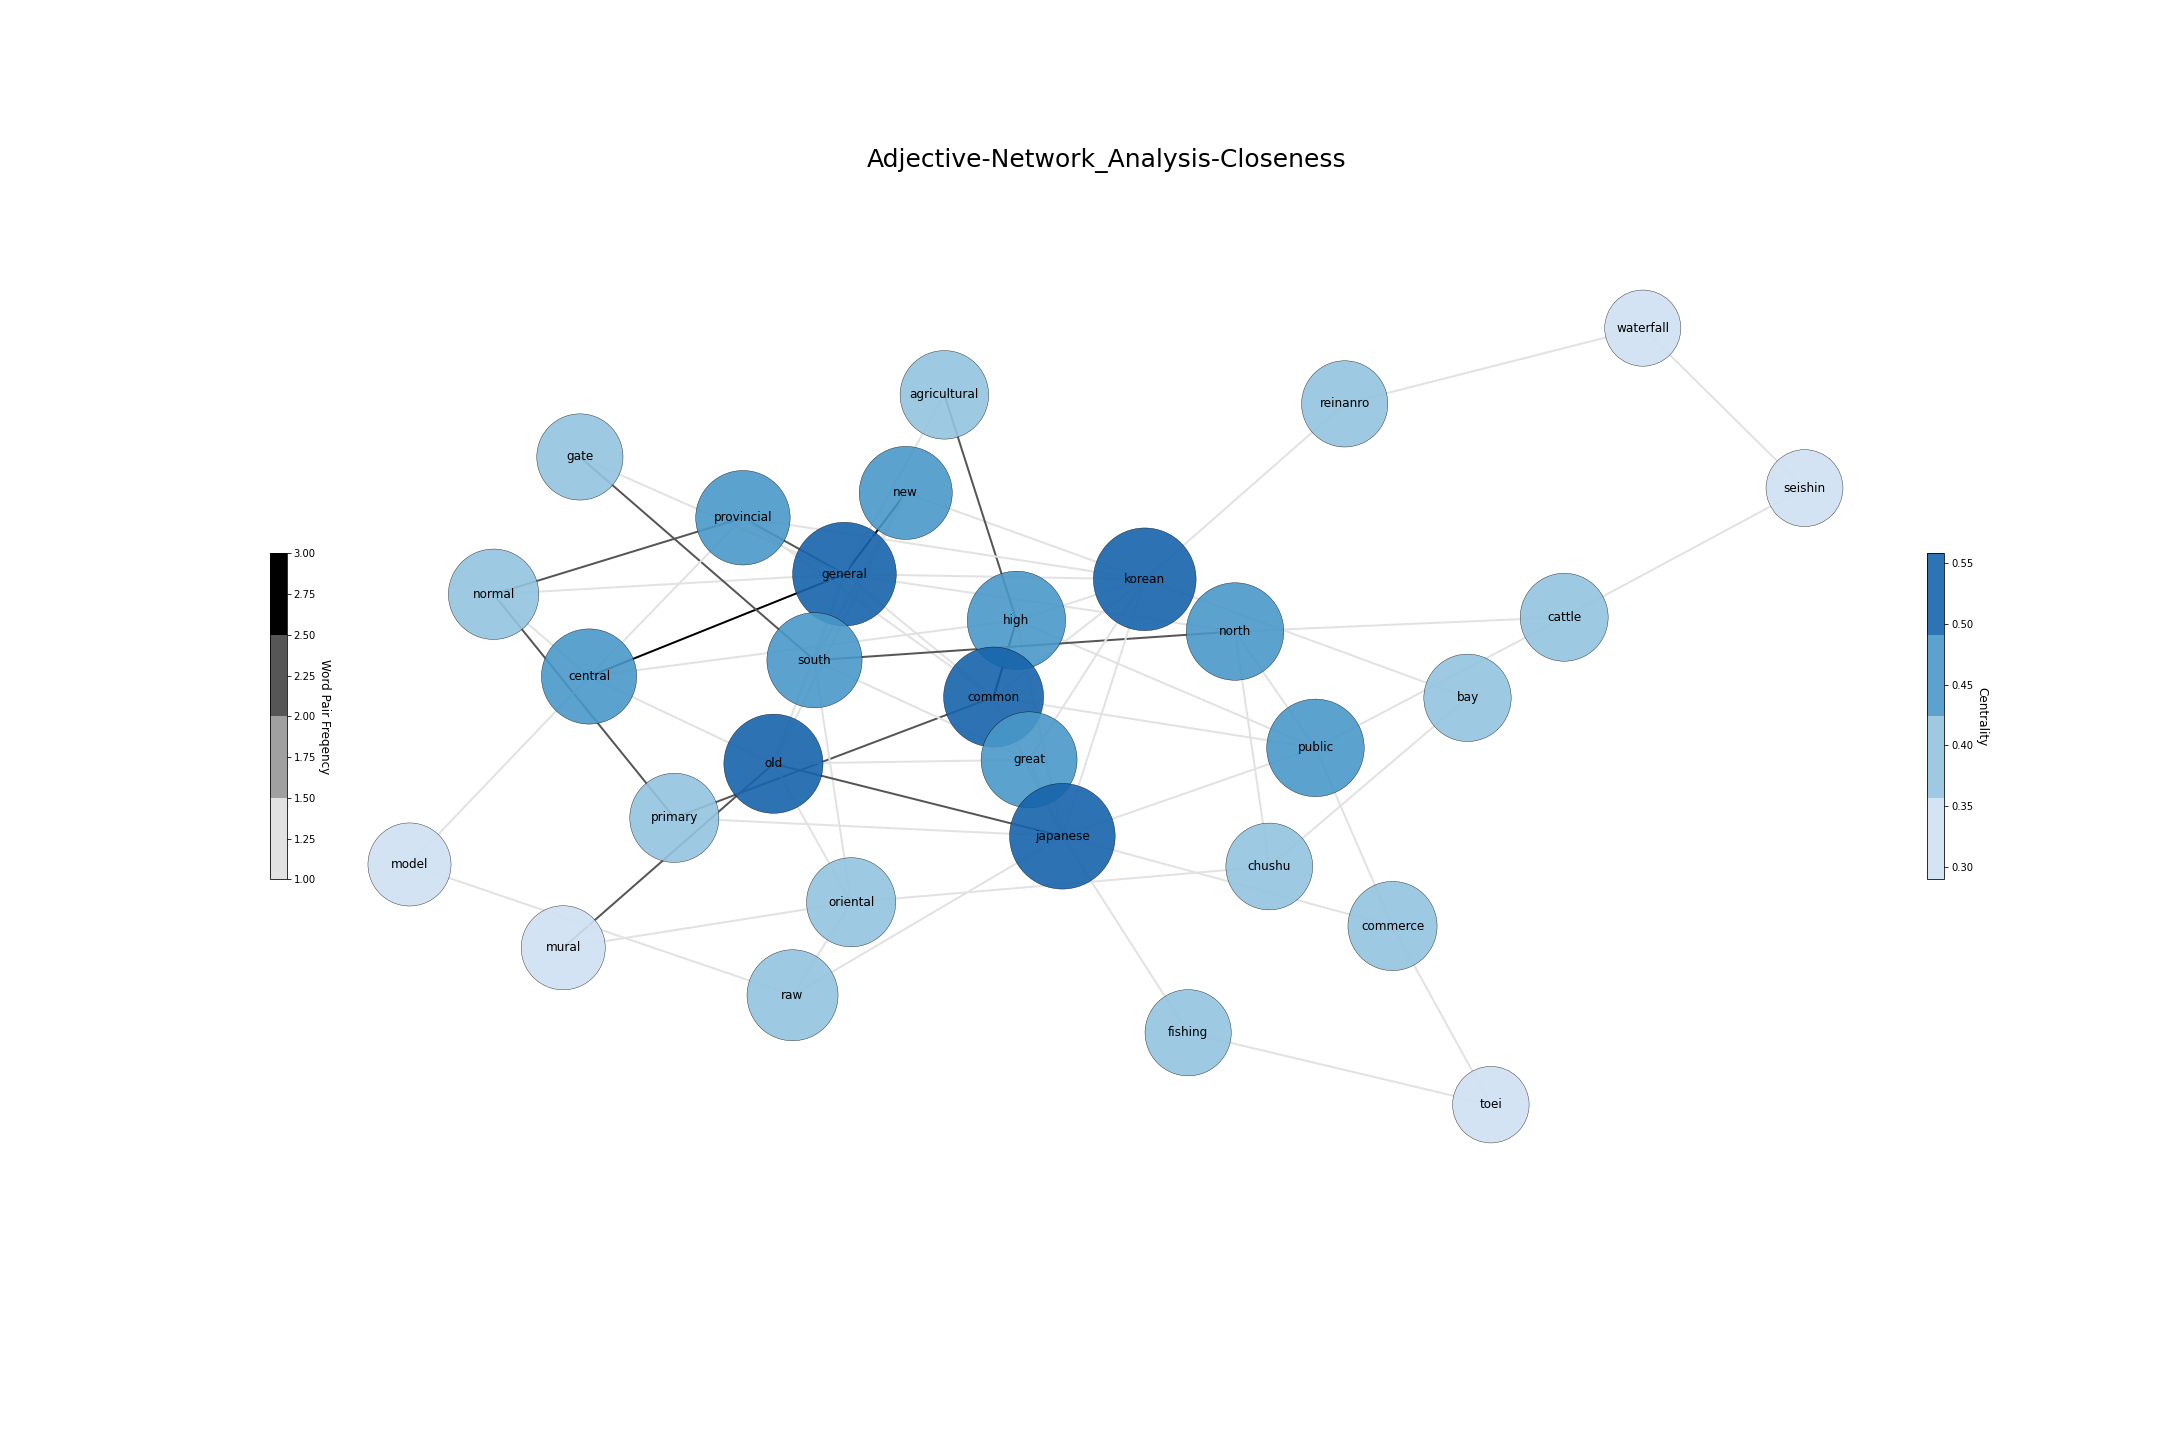 Adjective-Network_Analysis-Closeness
waterfall
agricultural
reinanro
gate
seishin
new
provincial
general
korean
normal
cattle
high
north
south
central
common
bay
public
great
old
primary
japanese
model
chushu
oriental
commerce
mural
raw
fishing
toei
3.00
2.75
2.50
2.25
2.00
1.75
1.50
1.25
1.00
Word Pair Freqency
0.55
0.50
0.45
0.40
0.35
0.30
Centrality